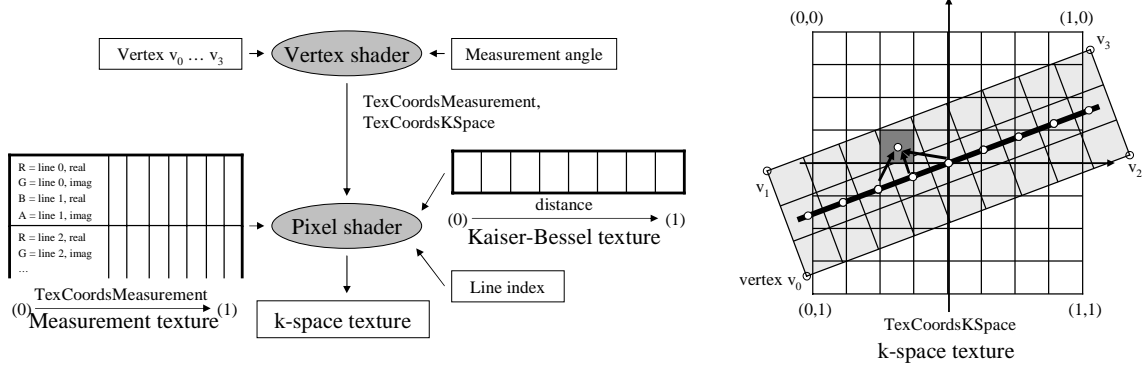 Vertex v0 … v3
Vertex shader
Measurement angle
TexCoordsMeasurement,
TexCoordsKSpace
R = line 0, real
G = line 0, imag
B = line 1, real
A = line 1, imag
R = line 2, real
G = line 2, imag
…
(0) TexCoordsMeasurement (1)
Measurement texture
Pixel shader
distance
(0) (1)
Kaiser-Bessel texture
Line index
k-space texture
(0,0) (1,0)
v3
v1
v2
vertex v0
(0,1) (1,1)
TexCoordsKSpace
k-space texture